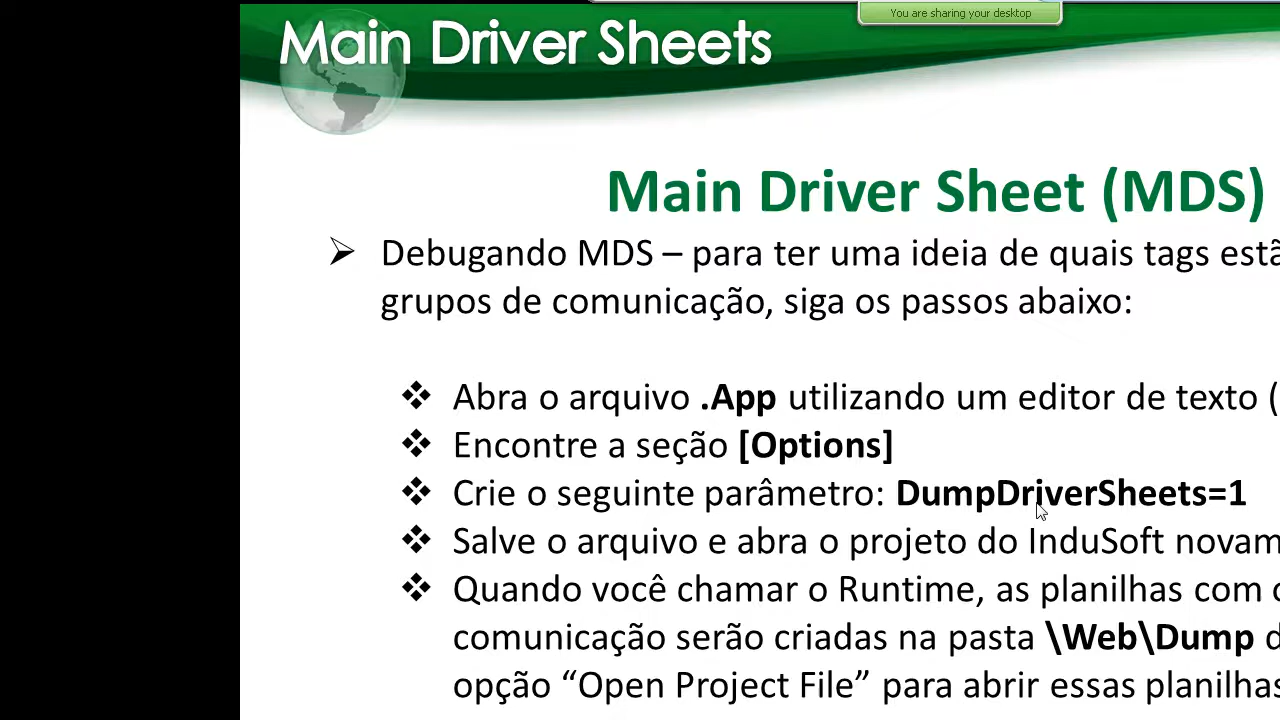 You are sharing your desktop
Main Driver Sheets
Main Driver Sheet (MDS)
Debugando MDS – para ter uma ideia de quais tags
grupos de comunicação, siga os passos abaixo:
Abra o arquivo .App utilizando um editor de texto (
Encontre a seção [Options]
Crie o seguinte parâmetro: DumpDriverSheets=1
Salve o arquivo e abra o projeto do InduSoft
Quando você chamar o Runtime, as planilhas com
comunicação serão criadas na pasta \Web\Dump
opção “Open Project File” para abrir essas planilhas